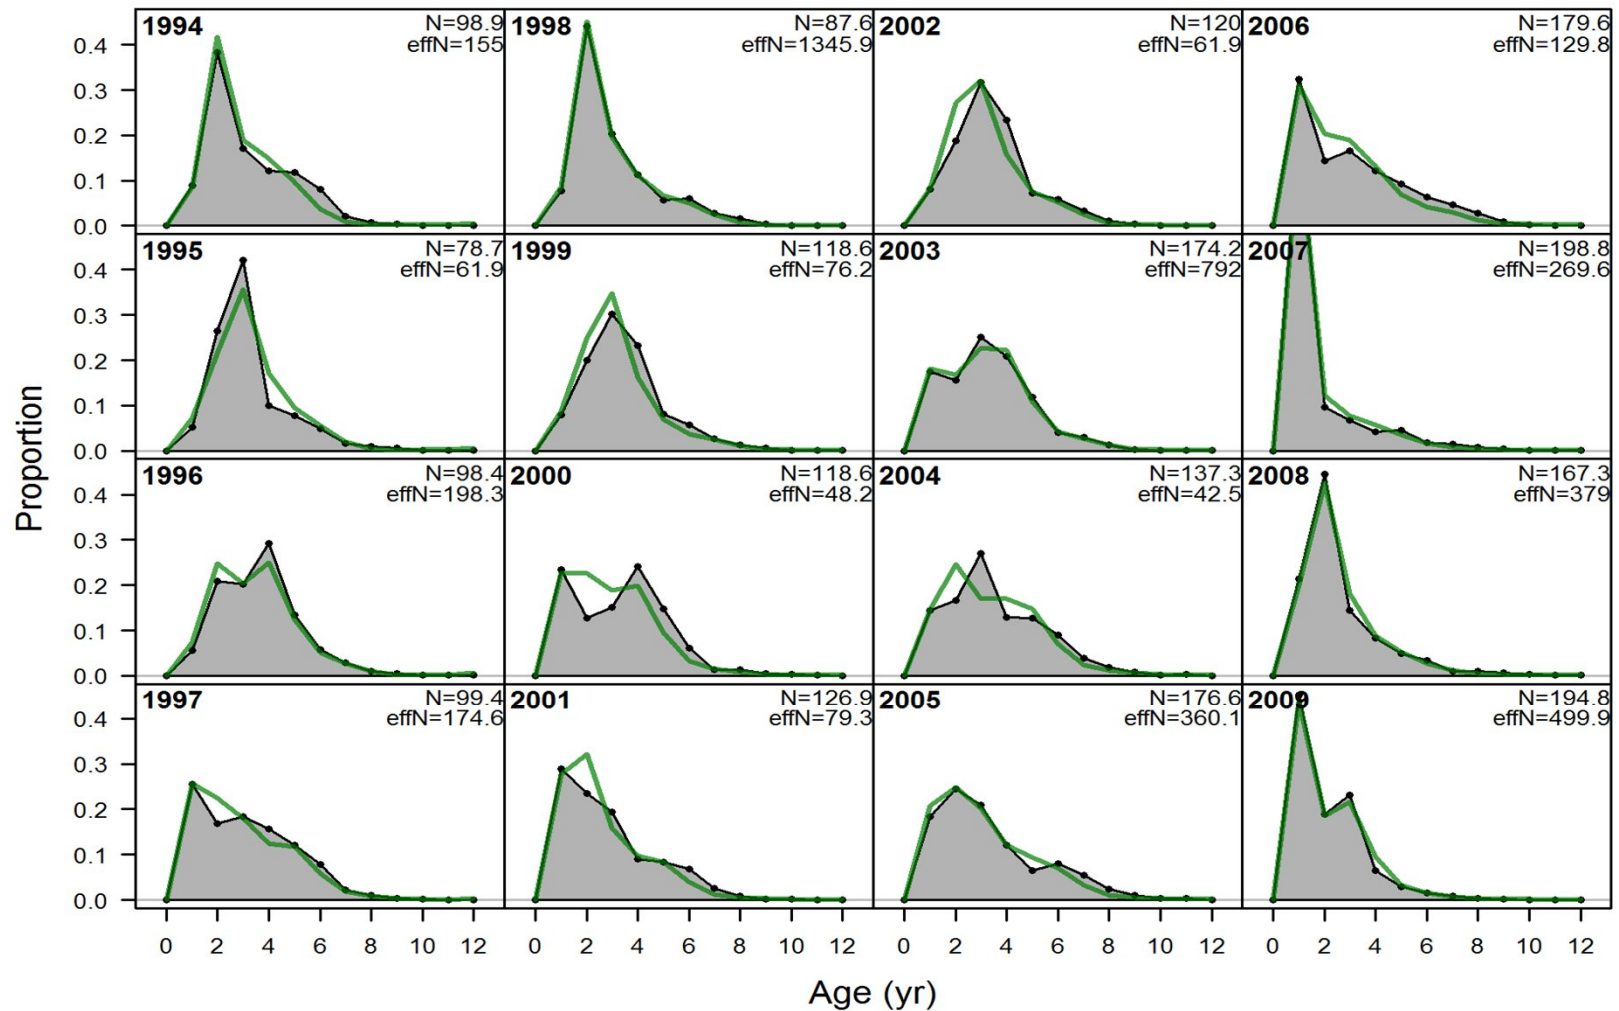 1994
N=98.9
effN=155
1998
N=87.6
effN=1345.9
2002
N=120
effN=61.9
2006
N=179.6
effN=129.8
0.4
0.3
0.2
0.1
0.0
1995
N=78.7
effN=61.9
1999
N=118.6
effN=76.2
2003
N=174.2
effN=792
2007
N=198.8
effN=269.6
0.4
0.3
0.2
0.1
0.0
Proportion
1996
N=98.4
effN=198.3
2000
N=118.6
effN=48.2
2004
N=137.3
effN=42.5
2008
N=167.3
effN=379
0.4
0.3
0.2
0.1
0.0
1997
N=99.4
effN=174.6
2001
N=126.9
effN=79.3
2005
N=176.6
effN=360.1
2009
N=194.8
effN=499.9
0.4
0.3
0.2
0.1
0.0
0 2 4 6 8 10 12 0 2 4 6 8 10 12 0 2 4 6 8 10 12 0 2 4 6 8 10 12
Age (yr)